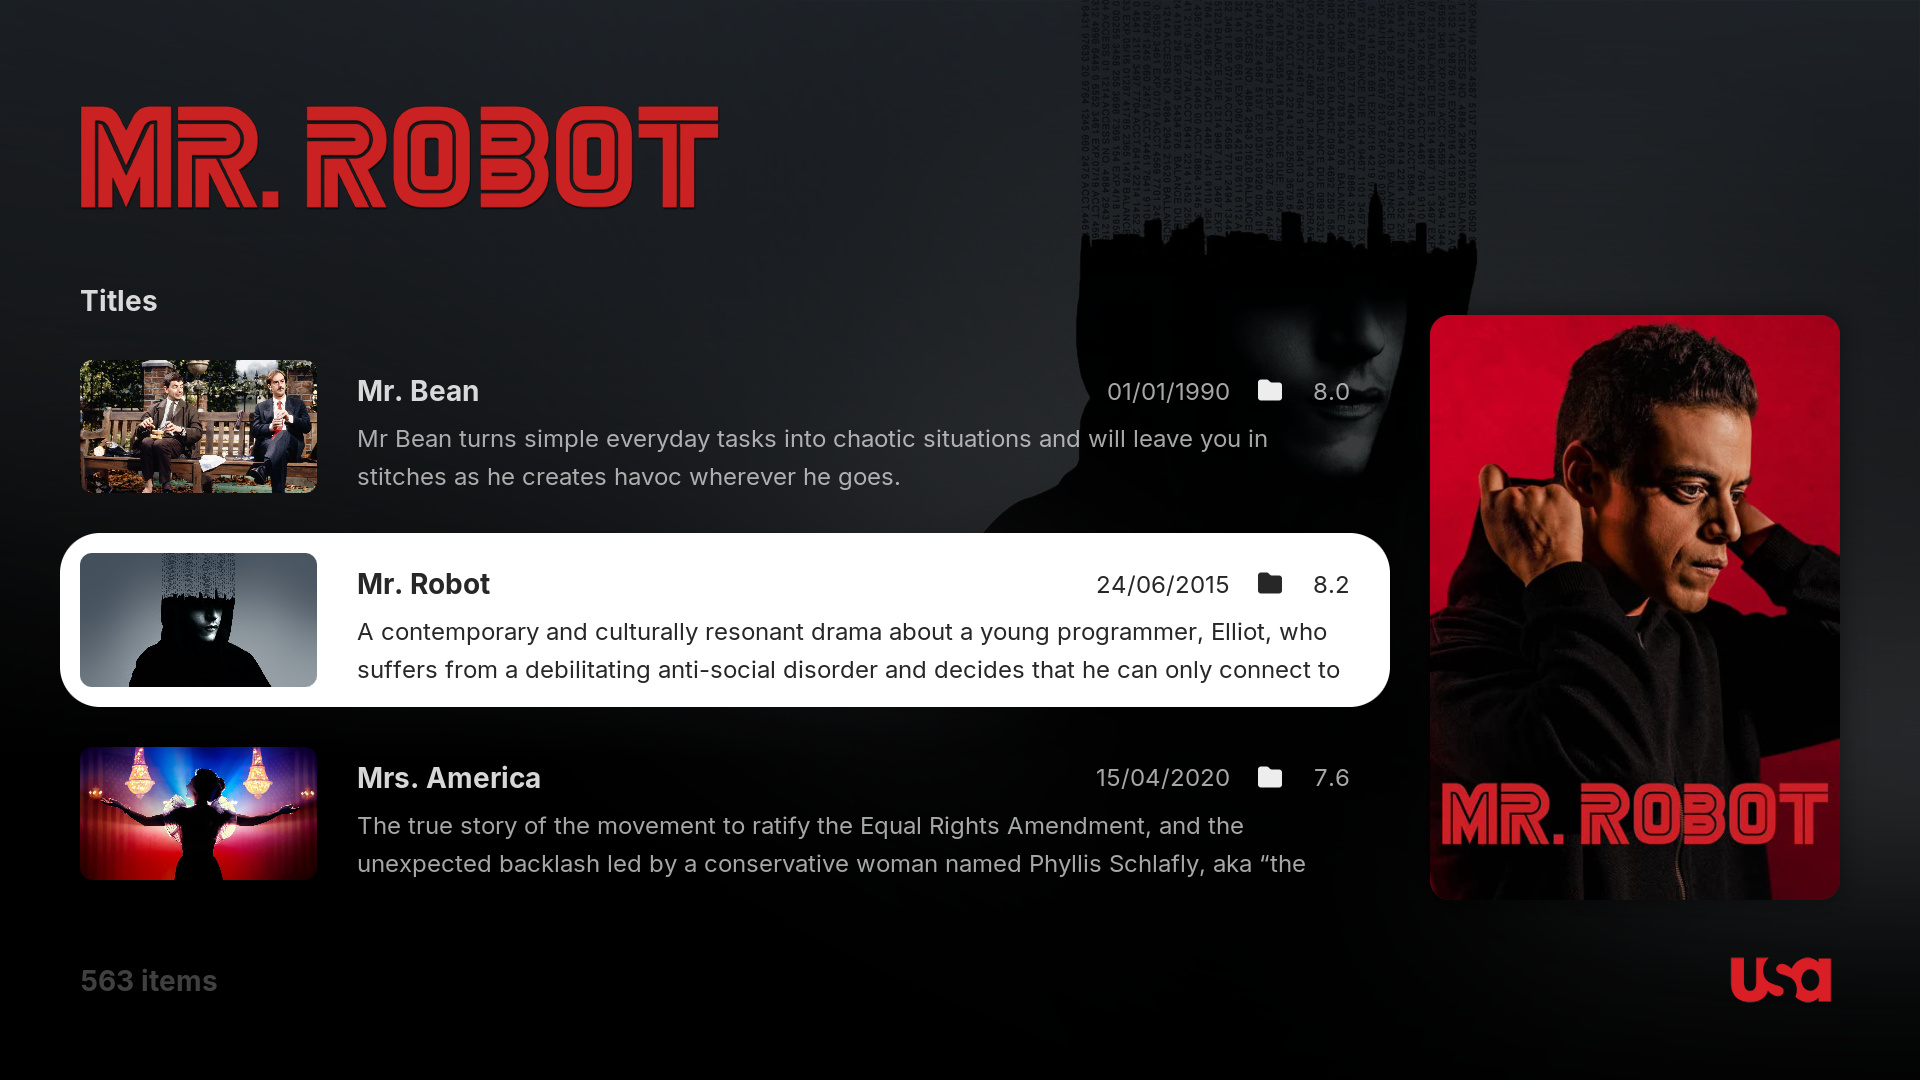 MR. ROBOT
Titles
Mr. Bean
01/01/1990 8.0
Mr Bean turns simple everyday tasks into chaotic situations and will leave you in
stitches as he creates havoc wherever he goes.
Mr. Robot
24/06/2015 8.2
A contemporary and culturally resonant drama about a young programmer, Elliot, who
suffers from a debilitating anti-social disorder and decides that he can only connect to
Mrs. America
15/04/2020 7.6
The true story of the movement to ratify the Equal Rights Amendment, and the
unexpected backlash led by a conservative woman named Phyllis Schlafly, aka “the
MR. ROBOT
563 items
usa